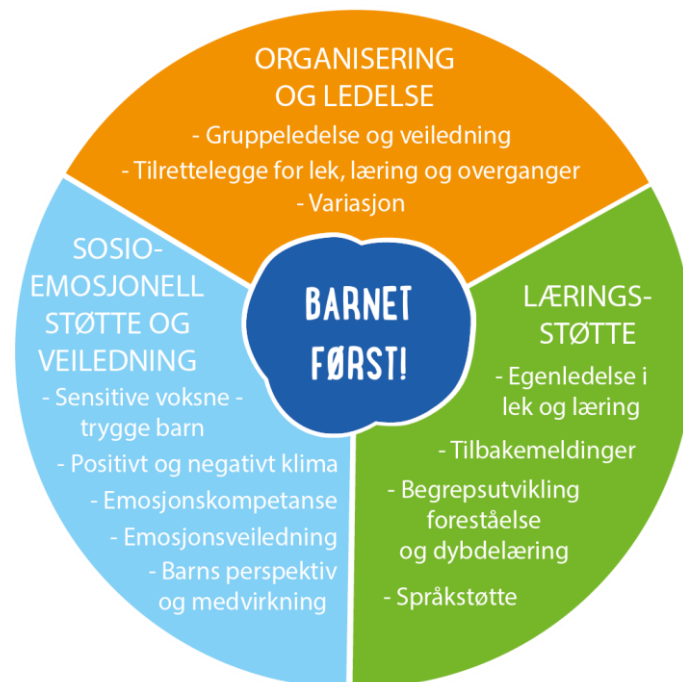 ORGANISERING
OG LEDELSE
- Gruppeledelse og veiledning
- Tilrettelegge for lek, læring og overganger
- Variasjon
SOSIO-
EMOSJONELL
STØTTE OG
VEILEDNING
- Sensitive voksne -
trygge barn
- Positivt og negativt klima
- Emosjonskompetanse
- Emosjonsveiledning
- Barns perspektiv
og medvirkning
BARNET
FØRST!
LÆRINGS-
STØTTE
- Egenledelse i
lek og læring
- Tilbakemeldinger
- Begrepsutvikling
foreståelse
og dybdelæring
- Språkstøtte